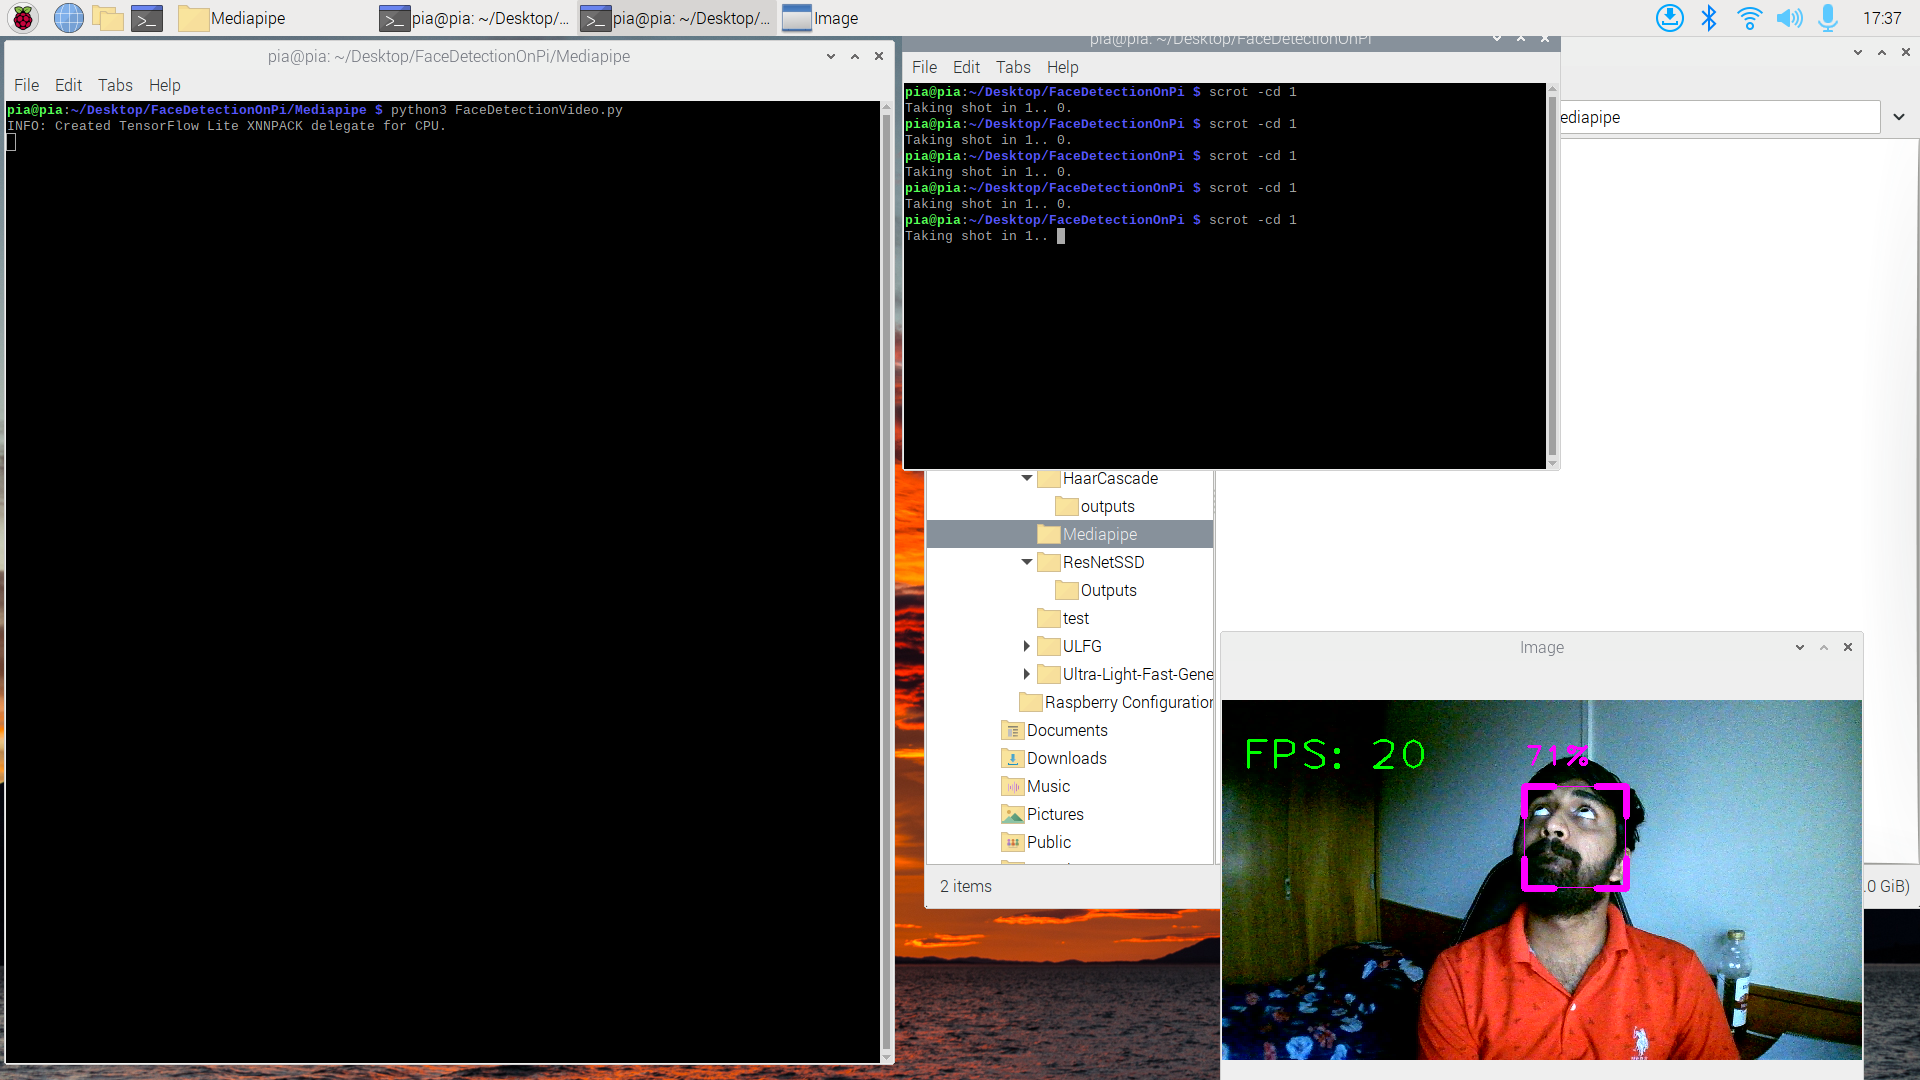 Mediapipe
pia@pia: ~/Desktop/...
pia@pia: ~/Desktop/...
Image
17:37
pia@pia: ~/Desktop/FaceDetectionOnPi/Mediapipe
File Edit Tabs Help
pia@pia:~/Desktop/FaceDetectionOnPi/Mediapipe $ python3 FaceDetectionVideo.py
INFO: Created TensorFlow Lite XNNPACK delegate for CPU.
pia@pia: ~/Desktop/FaceDetectionOnPi
File Edit Tabs Help
pia@pia:~/Desktop/FaceDetectionOnPi $ scrot -cd 1
Taking shot in 1.. 0.
pia@pia:~/Desktop/FaceDetectionOnPi $ scrot -cd 1
Taking shot in 1.. 0.
pia@pia:~/Desktop/FaceDetectionOnPi $ scrot -cd 1
Taking shot in 1.. 0.
pia@pia:~/Desktop/FaceDetectionOnPi $ scrot -cd 1
Taking shot in 1.. 0.
pia@pia:~/Desktop/FaceDetectionOnPi $ scrot -cd 1
Taking shot in 1..
ediapipe
HaarCascade
outputs
Mediapipe
ResNetSSD
Outputs
test
ULFG
Ultra-Light-Fast-Gene
Raspberry Configuration
Documents
Downloads
Music
Pictures
Public
2 items
.0 GiB)
Image
FPS: 20
71%